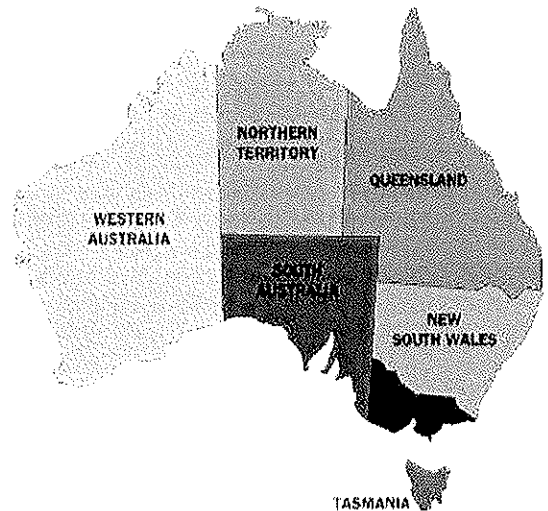 NORTHERN
TERRITORY
QUEENSLAND
WESTERN
AUSTRALIA
SOUTH
AUSTRALIA
NEW
SOUTH WALES
TASMANIA